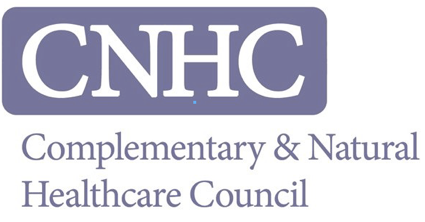 CNHC
Complementary & Natural
Healthcare Council